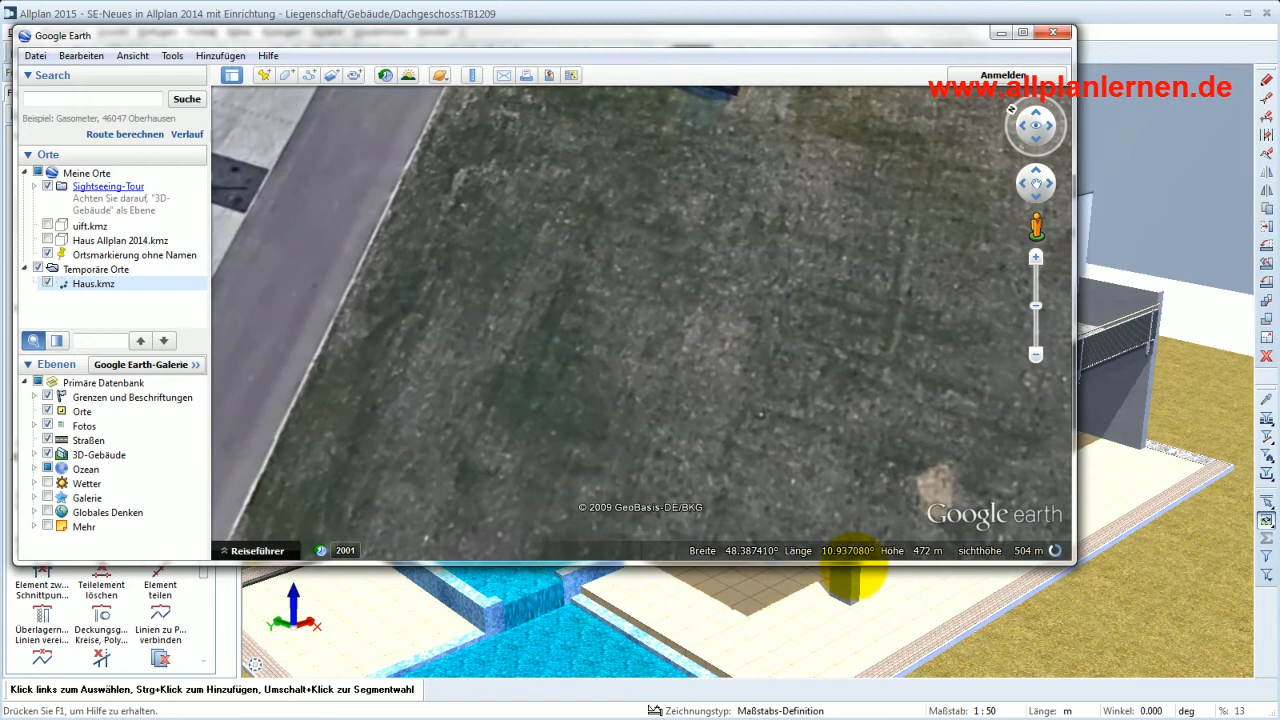 Allplan 2015 - SE-Neues in Allplan 2014 mit Einrichtung - Liegenschaft/Gebäude/Dachgeschoss:TB1209
Google Earth
Datei Bearbeiten Ansicht Tools Hinzufügen Hilfe
Search
Anmelden
www.allplanlernen.de
Suche
Beispiel: Gasometer, 46047 Oberhausen
Route berechnen Verlauf
N
Orte
Meine Orte
Sightseeing-Tour
Achten Sie darauf, "3D-
Gebäude" als Ebene
uift.kmz
Haus Allplan 2014.kmz
Ortsmarkierung ohne Namen
Temporäre Orte
Haus.kmz
Ebenen
Google Earth-Galerie »
Primäre Datenbank
Grenzen und Beschriftungen
Orte
Fotos
Straßen
3D-Gebäude
Ozean
Wetter
Galerie
Globales Denken
Mehr
© 2009 GeoBasis-DE/BKG
Google earth
Reiseführer
2001
Breite 48.387410° Länge 10.937080° Höhe 472 m sichthöhe 504 m
Element zw...
Schnittpun...
Teilelement
löschen
Element
teilen
Überlagern...
Linien verei...
Deckungsg...
Kreise, Poly...
Linien zu P...
verbinden
Klick links zum Auswählen, Strg+Klick zum Hinzufügen, Umschalt+Klick zur Segmentwahl
Drücken Sie F1, um Hilfe zu erhalten.
Zeichnungstyp: Maßstabs-Definition
Maßstab: 1 : 50
Länge: m
Winkel: 0.000 deg
%: 13